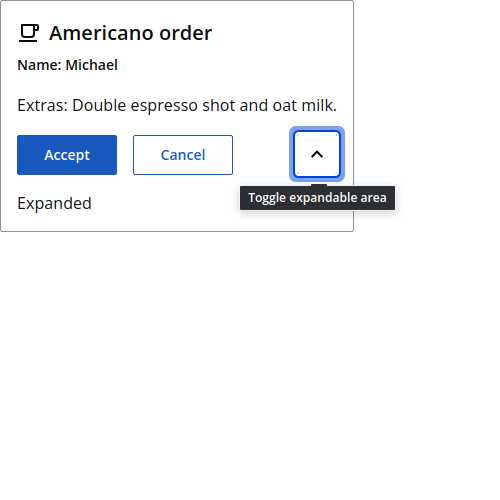 Americano order
Name: Michael
Extras: Double espresso shot and oat milk.
Accept Cancel
Toggle expandable area
Expanded